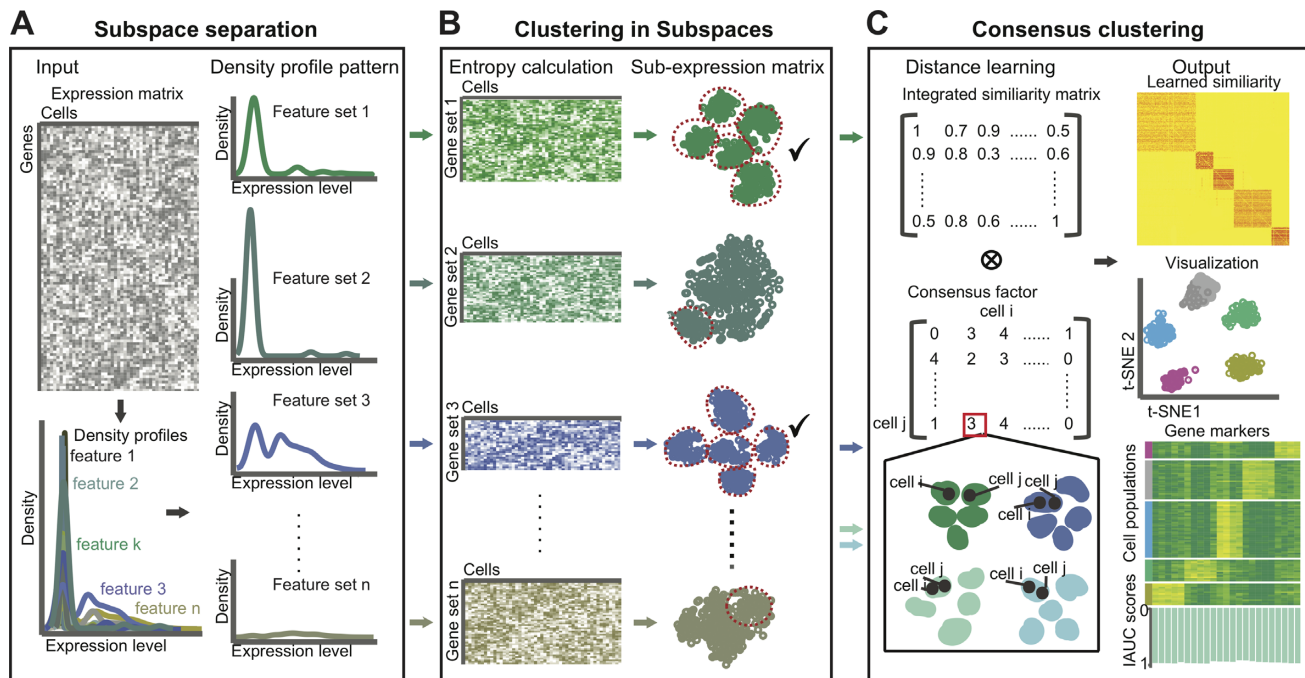 A Subspace separation
Input
Density profile pattern
Expression matrix
Cells
Genes
Feature set 1
Density
Expression level
Feature set 2
Density
Expression level
Feature set 3
Density
Expression level
Feature set n
Density
Expression level
Density profiles
feature 1
feature 2
feature k
feature 3
feature n
Density
Expression level
B Clustering in Subspaces
Entropy calculation
Sub-expression matrix
Cells
Gene set 1
Cells
Gene set 2
Cells
Gene set 3
Cells
Gene set n
C Consensus clustering
Distance learning
Integrated similiarity matrix
1 0.7 0.9 ...... 0.5
0.9 0.8 0.3 ...... 0.6
0.5 0.8 0.6 ...... 1
⊗
Consensus factor
cell i
0 3 4 ...... 1
4 2 3 ...... 0
cell j 1 3 4 ...... 0
cell i
cell j
cell j
cell i
cell j
cell i
cell i
cell j
Output
Learned similiarity
Visualization
t-SNE 2
t-SNE1
Gene markers
Cell populations
IAUC scores
0
1